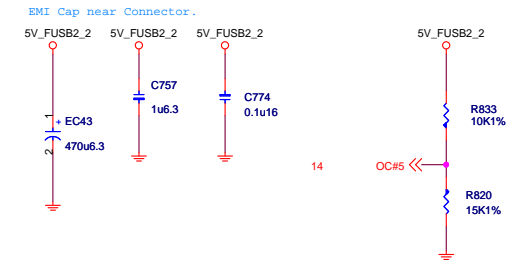 EMI Cap near Connector.
5V_FUSB2_2
5V_FUSB2_2
5V_FUSB2_2
5V_FUSB2_2
1
+
EC43
2
470u6.3
C757
1u6.3
C774
0.1u16
R833
10K1%
14
OC#5
R820
15K1%